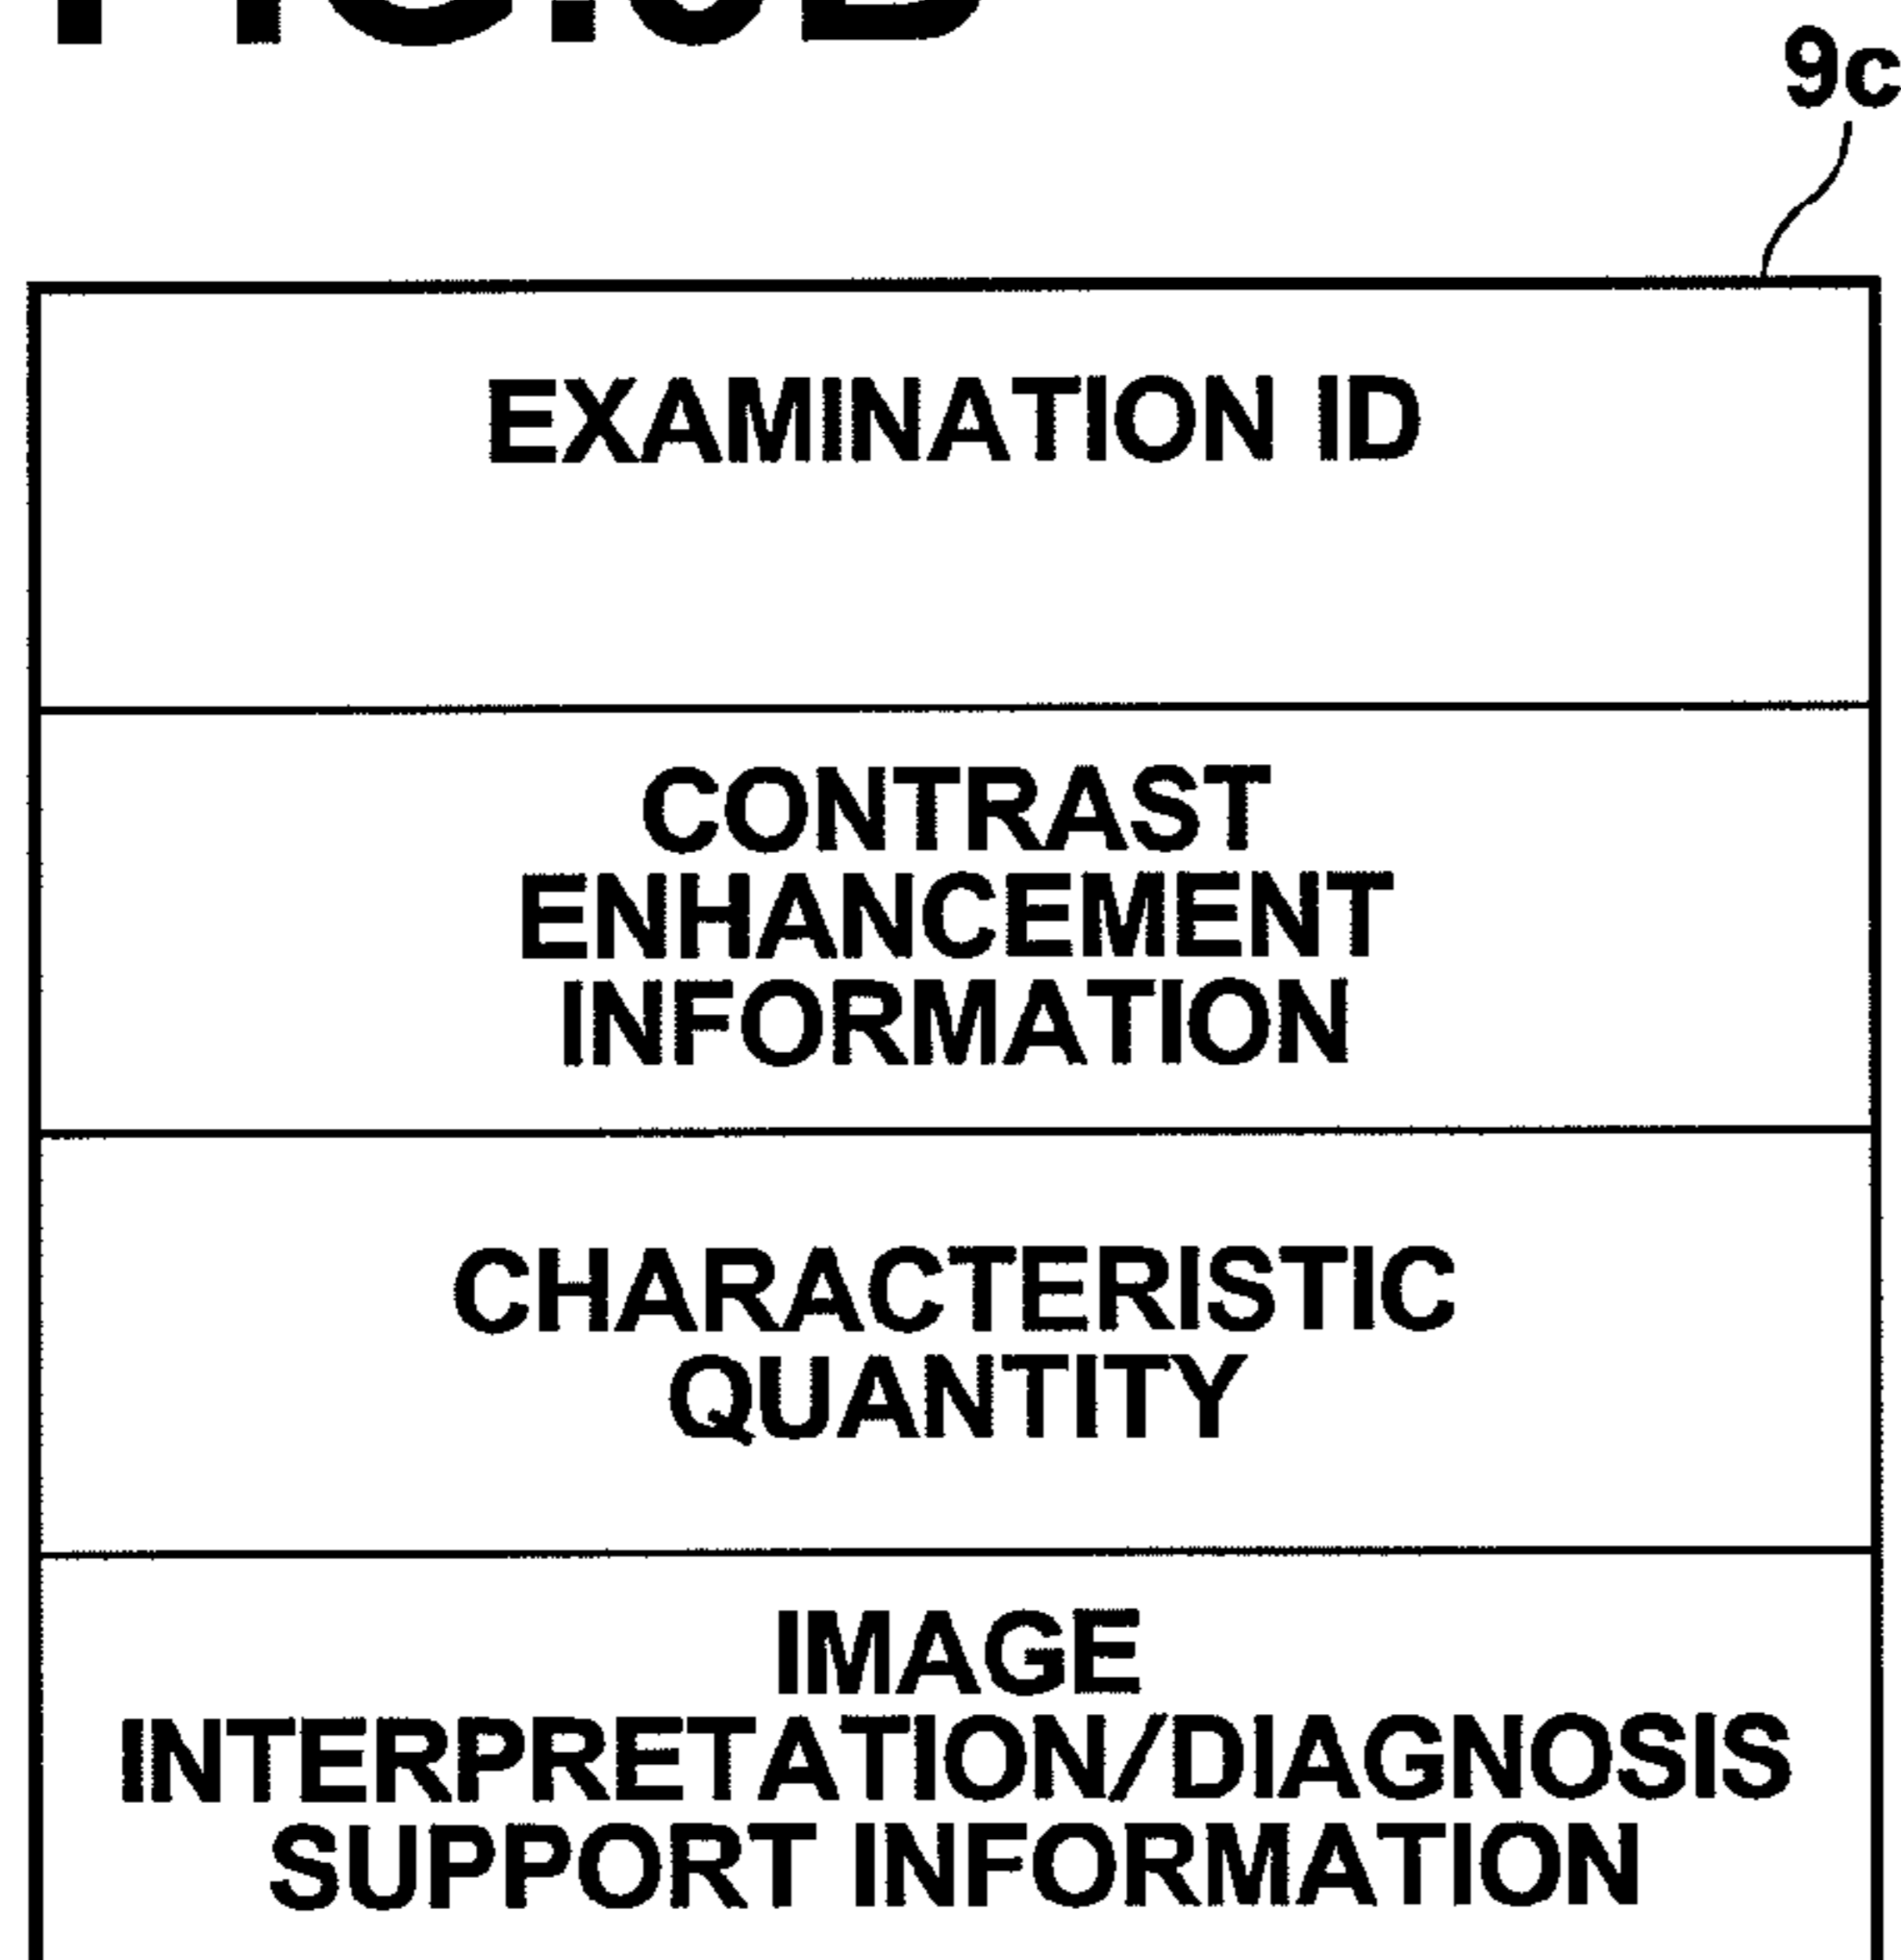 9c
EXAMINATION ID
CONTRAST
ENHANCEMENT
INFORMATION
CHARACTERISTIC
QUANTITY
IMAGE
INTERPRETATION/DIAGNOSIS
SUPPORT INFORMATION